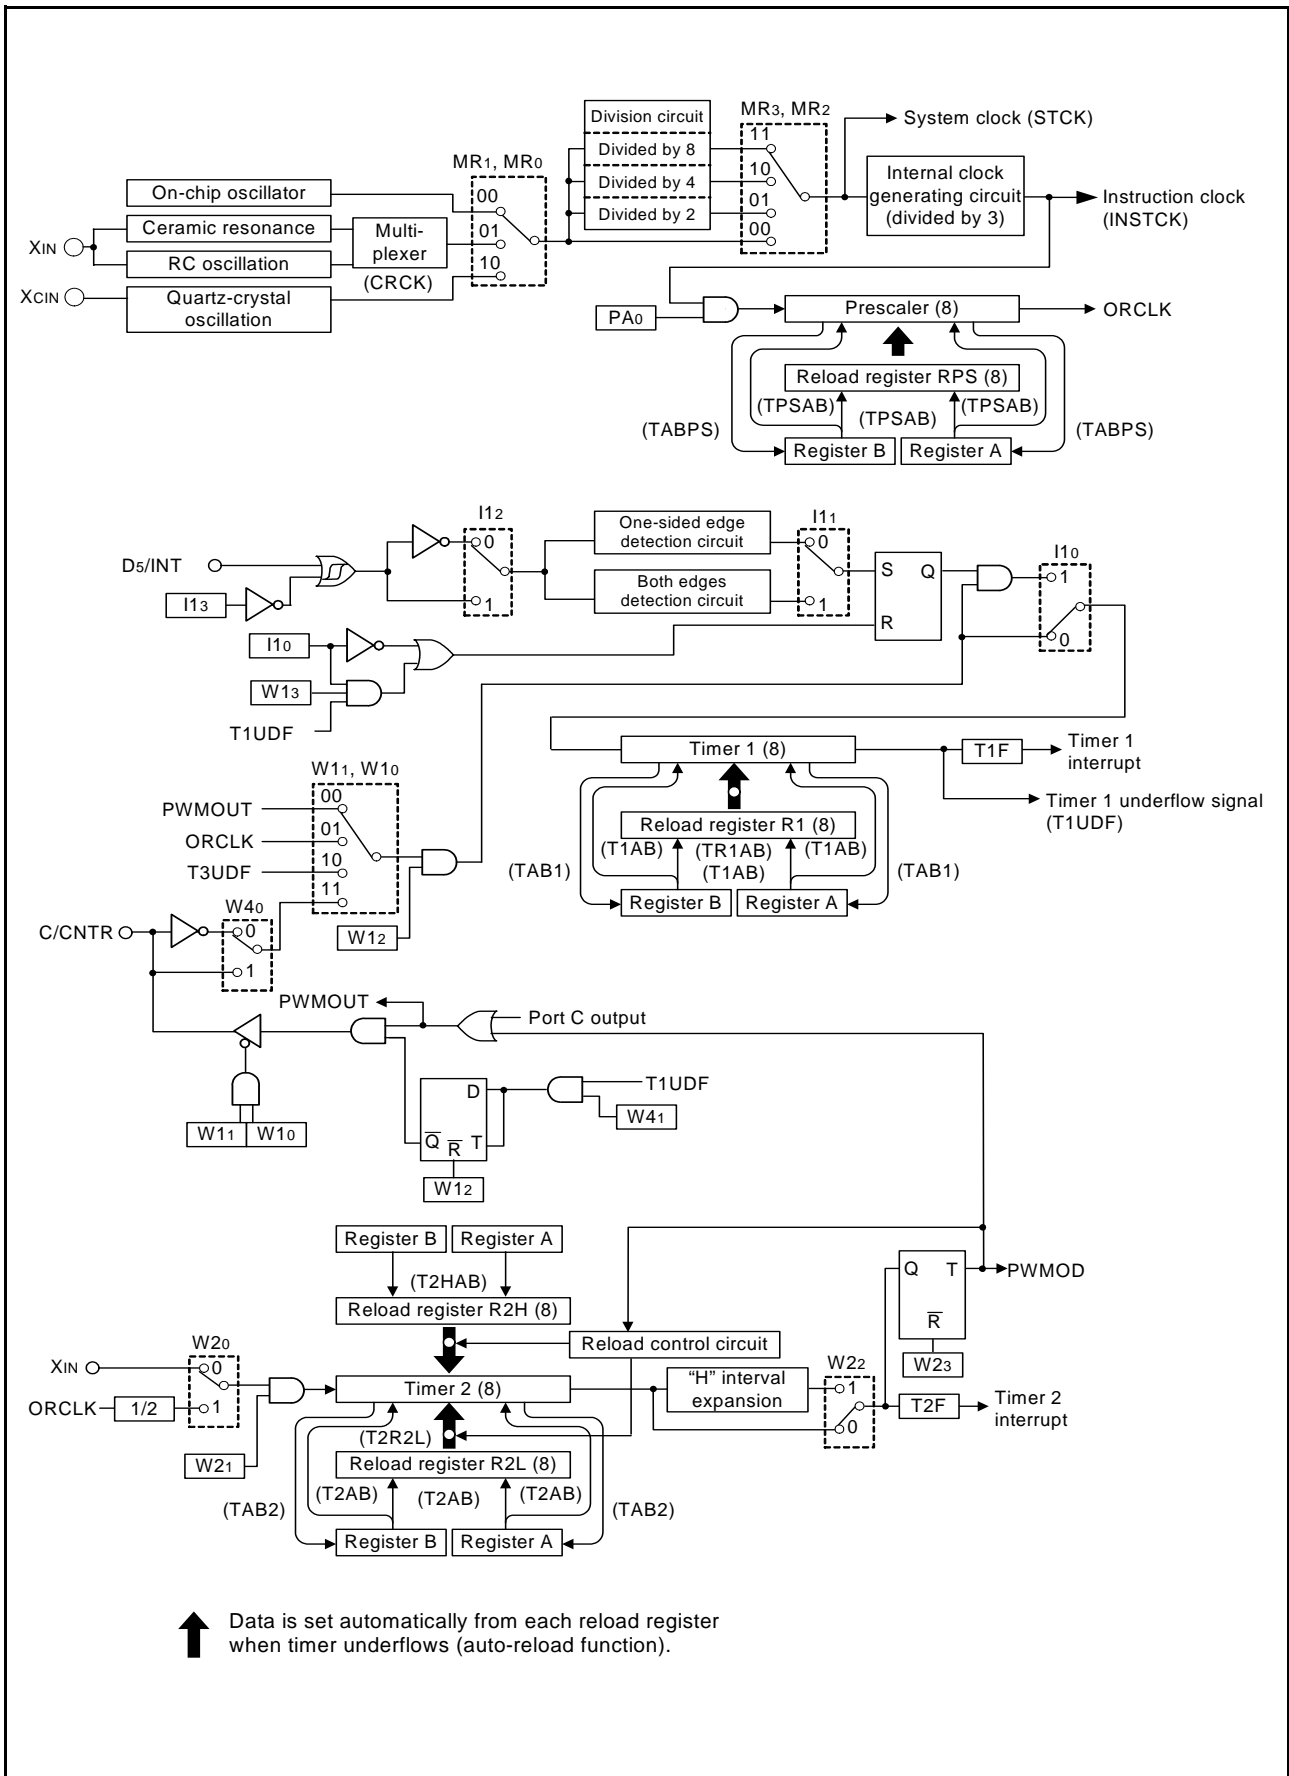 Division circuit
Divided by 8
Divided by 4
Divided by 2
MR3, MR2
11
10
01
00
System clock (STCK)
Internal clock
generating circuit
(divided by 3)
Instruction clock
(INSTCK)
MR1, MR0
00
01
10
On-chip oscillator
Ceramic resonance
RC oscillation
Multi-
plexer
(CRCK)
XIN
XCIN
Quartz-crystal
oscillation
PA0
Prescaler (8)
ORCLK
Reload register RPS (8)
(TPSAB)
(TPSAB)
(TPSAB)
(TABPS)
(TABPS)
Register B
Register A
D5/INT
I13
I12
0
1
One-sided edge
detection circuit
Both edges
detection circuit
I11
0
1
S
Q
R
I10
1
0
I10
W13
T1UDF
Timer 1 (8)
T1F
Timer 1
interrupt
Timer 1 underflow signal
(T1UDF)
Reload register R1 (8)
(T1AB)
(TR1AB)
(T1AB)
(T1AB)
(TAB1)
(TAB1)
Register B
Register A
W11, W10
00
01
10
11
PWMOUT
ORCLK
T3UDF
W12
C/CNTR
W40
0
1
PWMOUT
Port C output
W11
W10
D
Q
R
T
T1UDF
W41
W12
Register B
Register A
(T2HAB)
Reload register R2H (8)
Reload control circuit
Q
T
R
PWMOD
W23
XIN
ORCLK
1/2
W20
0
1
W21
Timer 2 (8)
"H" interval
expansion
W22
1
0
T2F
Timer 2
interrupt
(T2R2L)
Reload register R2L (8)
(T2AB)
(T2AB)
(T2AB)
(TAB2)
(TAB2)
Register B
Register A
Data is set automatically from each reload register
when timer underflows (auto-reload function).